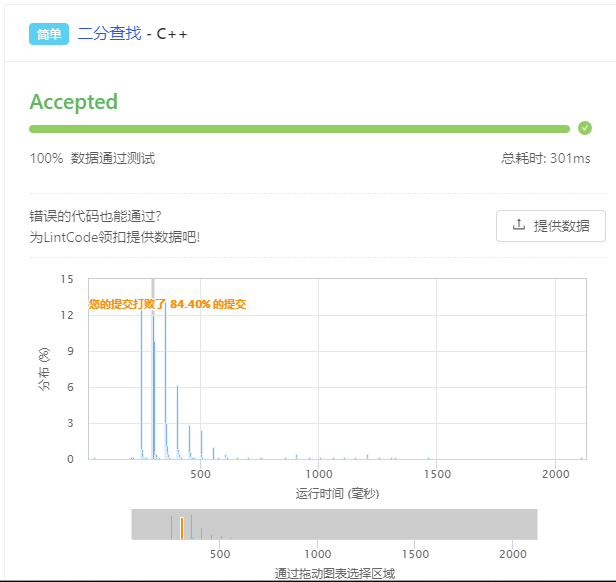 简单 二分查找 - C++
Accepted
100% 数据通过测试 总耗时: 301ms
错误的代码也能通过?
为LintCode领扣提供数据吧!
提供数据
15
您的提交打败了 84.40% 的提交
12
9
分布 (%)
6
3
0
500 1000 1500 2000
运行时间 (毫秒)
500 1000 1500 2000
通过拖动图表选择区域